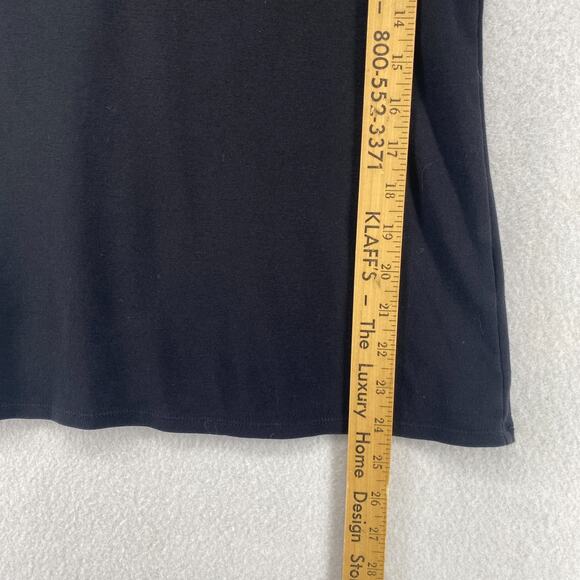 – 800-552-3371 KLAFF'S – The Luxury Home Design Sto
14 15 16 17 18 19 20 21 22 23 24 25 26 27 28